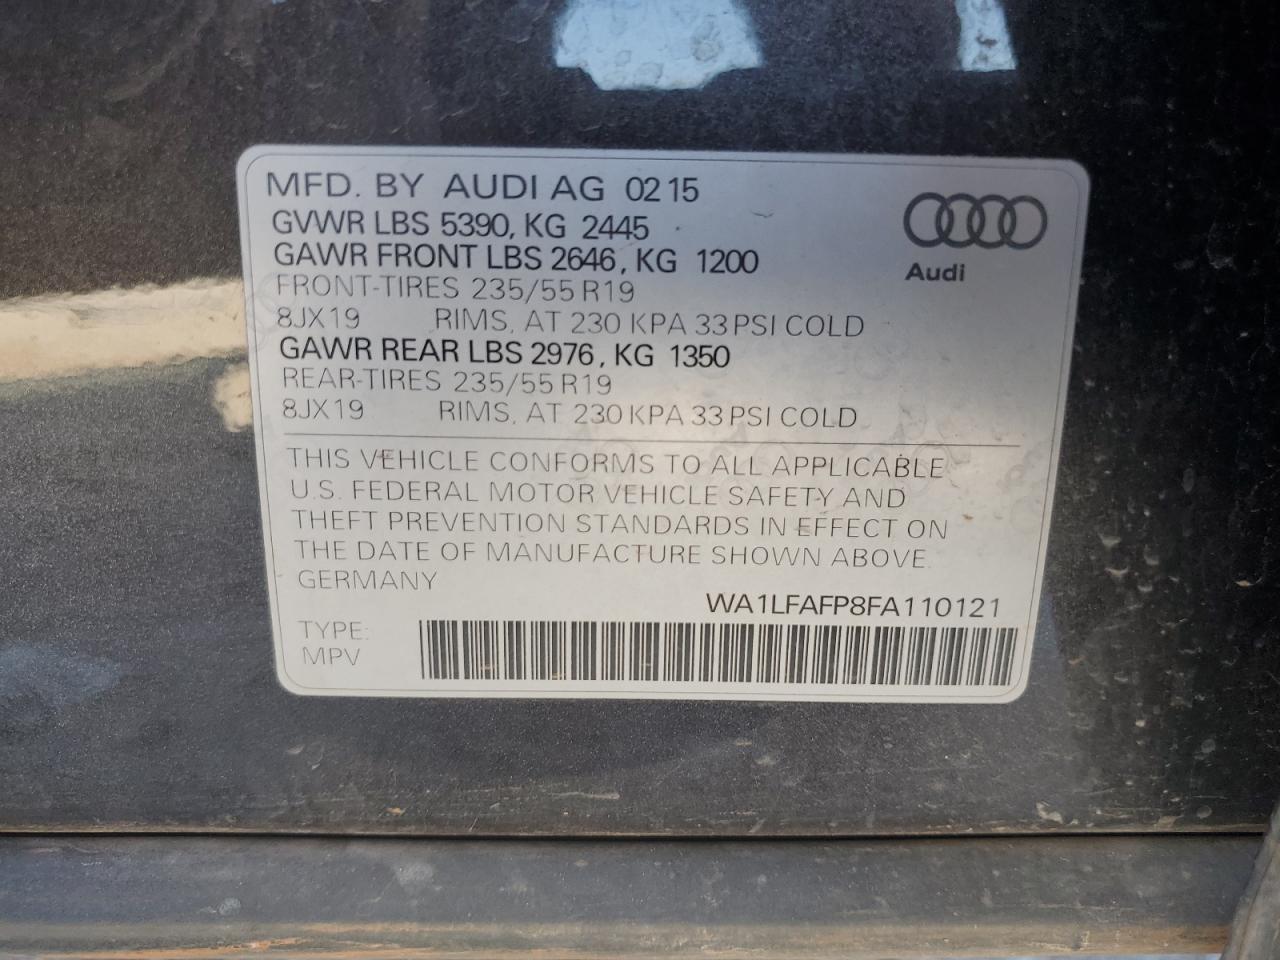 MFD. BY AUDI AG 02 15
GVWR LBS 5390, KG 2445
GAWR FRONT LBS 2646, KG 1200
Audi
FRONT-TIRES 235/55 R19
8JX19 RIMS, AT 230 KPA 33 PSI COLD
GAWR REAR LBS 2976, KG 1350
REAR-TIRES 235/55 R19
8JX19 RIMS, AT 230 KPA 33 PSI COLD
THIS VEHICLE CONFORMS TO ALL APPLICABLE
U.S. FEDERAL MOTOR VEHICLE SAFETY AND
THEFT PREVENTION STANDARDS IN EFFECT ON
THE DATE OF MANUFACTURE SHOWN ABOVE.
GERMANY
WA1LFAFP8FA110121
TYPE:
MPV